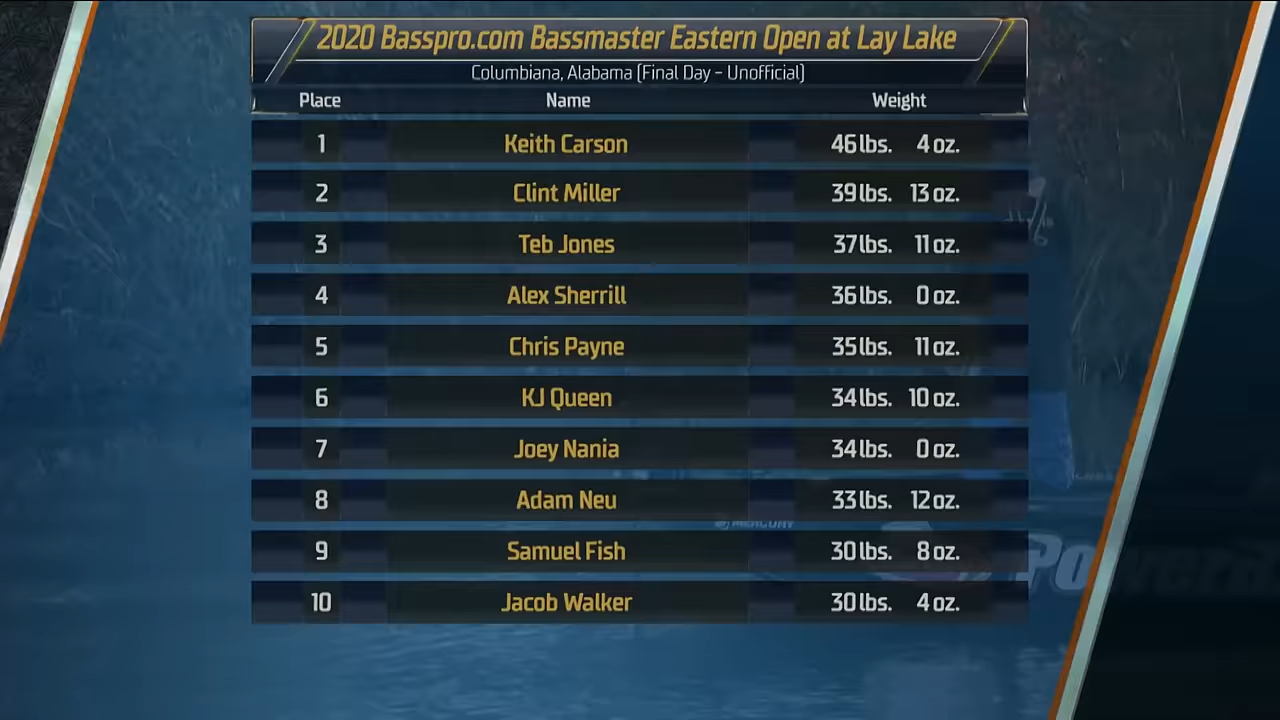 2020 Basspro.com Bassmaster Eastern Open at Lay Lake
Columbiana, Alabama (Final Day - Unofficial)
Place Name Weight
1 Keith Carson 46 lbs. 4 oz.
2 Clint Miller 39 lbs. 13 oz.
3 Teb Jones 37 lbs. 11 oz.
4 Alex Sherrill 36 lbs. 0 oz.
5 Chris Payne 35 lbs. 11 oz.
6 KJ Queen 34 lbs. 10 oz.
7 Joey Nania 34 lbs. 0 oz.
8 Adam Neu 33 lbs. 12 oz.
MERCURY
9 Samuel Fish 30 lbs. 8 oz.
10 Jacob Walker 30 lbs. 4 oz.